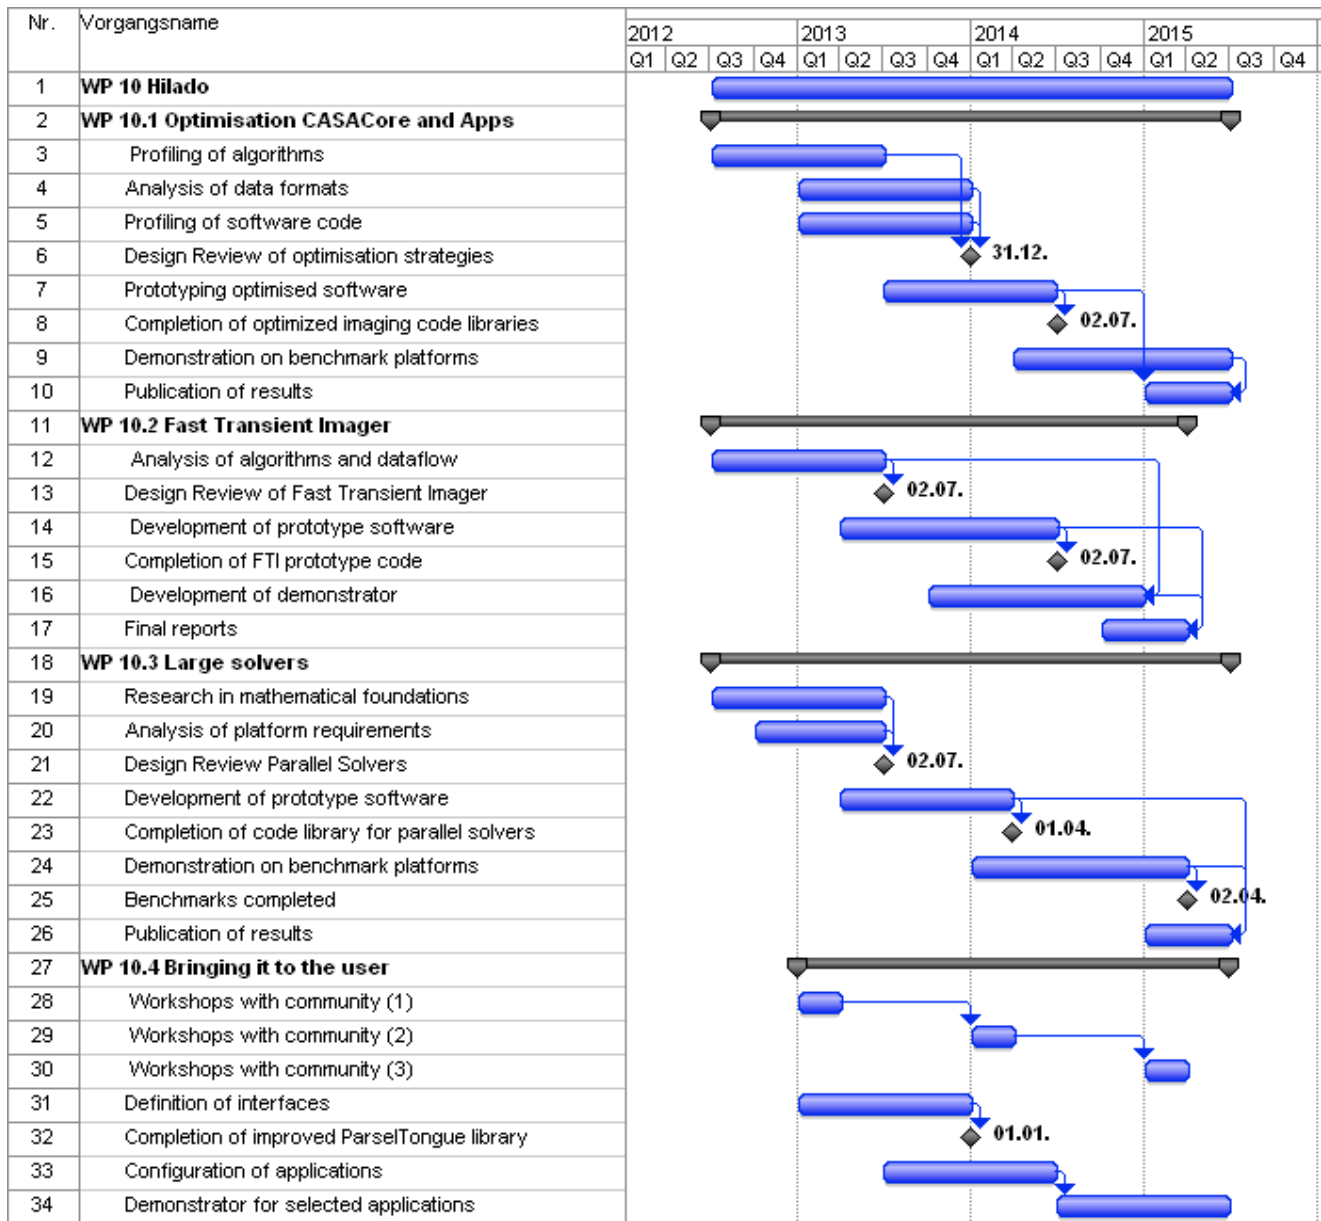 Nr. Vorgangsname
2012 2013 2014 2015
Q1 Q2 Q3 Q4 Q1 Q2 Q3 Q4 Q1 Q2 Q3 Q4 Q1 Q2 Q3 Q4
1 WP 10 Hilado
2 WP 10.1 Optimisation CASACore and Apps
3 Profiling of algorithms
4 Analysis of data formats
5 Profiling of software code
6 Design Review of optimisation strategies 31.12.
7 Prototyping optimised software
8 Completion of optimized imaging code libraries 02.07.
9 Demonstration on benchmark platforms
10 Publication of results
11 WP 10.2 Fast Transient Imager
12 Analysis of algorithms and dataflow
13 Design Review of Fast Transient Imager 02.07.
14 Development of prototype software
15 Completion of FTI prototype code 02.07.
16 Development of demonstrator
17 Final reports
18 WP 10.3 Large solvers
19 Research in mathematical foundations
20 Analysis of platform requirements
21 Design Review Parallel Solvers 02.07.
22 Development of prototype software
23 Completion of code library for parallel solvers 01.04.
24 Demonstration on benchmark platforms
25 Benchmarks completed 02.04.
26 Publication of results
27 WP 10.4 Bringing it to the user
28 Workshops with community (1)
29 Workshops with community (2)
30 Workshops with community (3)
31 Definition of interfaces
32 Completion of improved ParselTongue library 01.01.
33 Configuration of applications
34 Demonstrator for selected applications